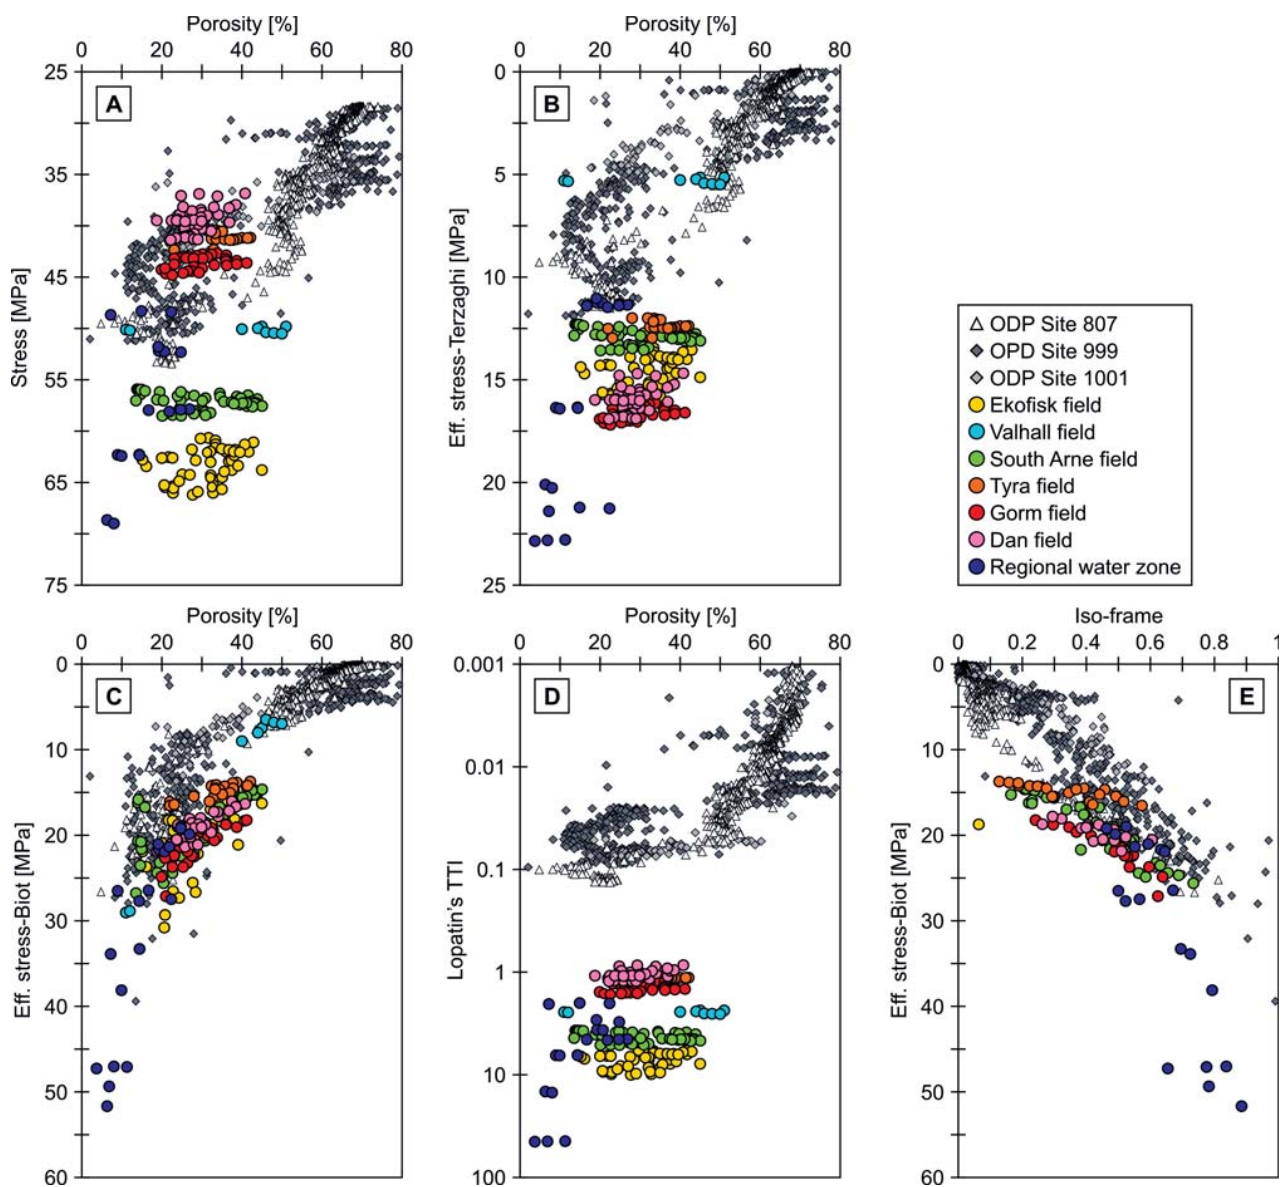 Porosity [%]
0 20 40 60 80
25
35
45
55
65
75
Stress [MPa]
A
Porosity [%]
0 20 40 60 80
0
5
10
15
20
25
Eff. stress-Terzaghi [MPa]
B
ODP Site 807
OPD Site 999
ODP Site 1001
Ekofisk field
Valhall field
South Arne field
Tyra field
Gorm field
Dan field
Regional water zone
Porosity [%]
0 20 40 60 80
0
10
20
30
40
50
60
Eff. stress-Biot [MPa]
C
Porosity [%]
0 20 40 60 80
0.001
0.01
0.1
1
10
100
Lopatin's TTI
D
Iso-frame
0 0.2 0.4 0.6 0.8 1
0
10
20
30
40
50
60
Eff. stress-Biot [MPa]
E